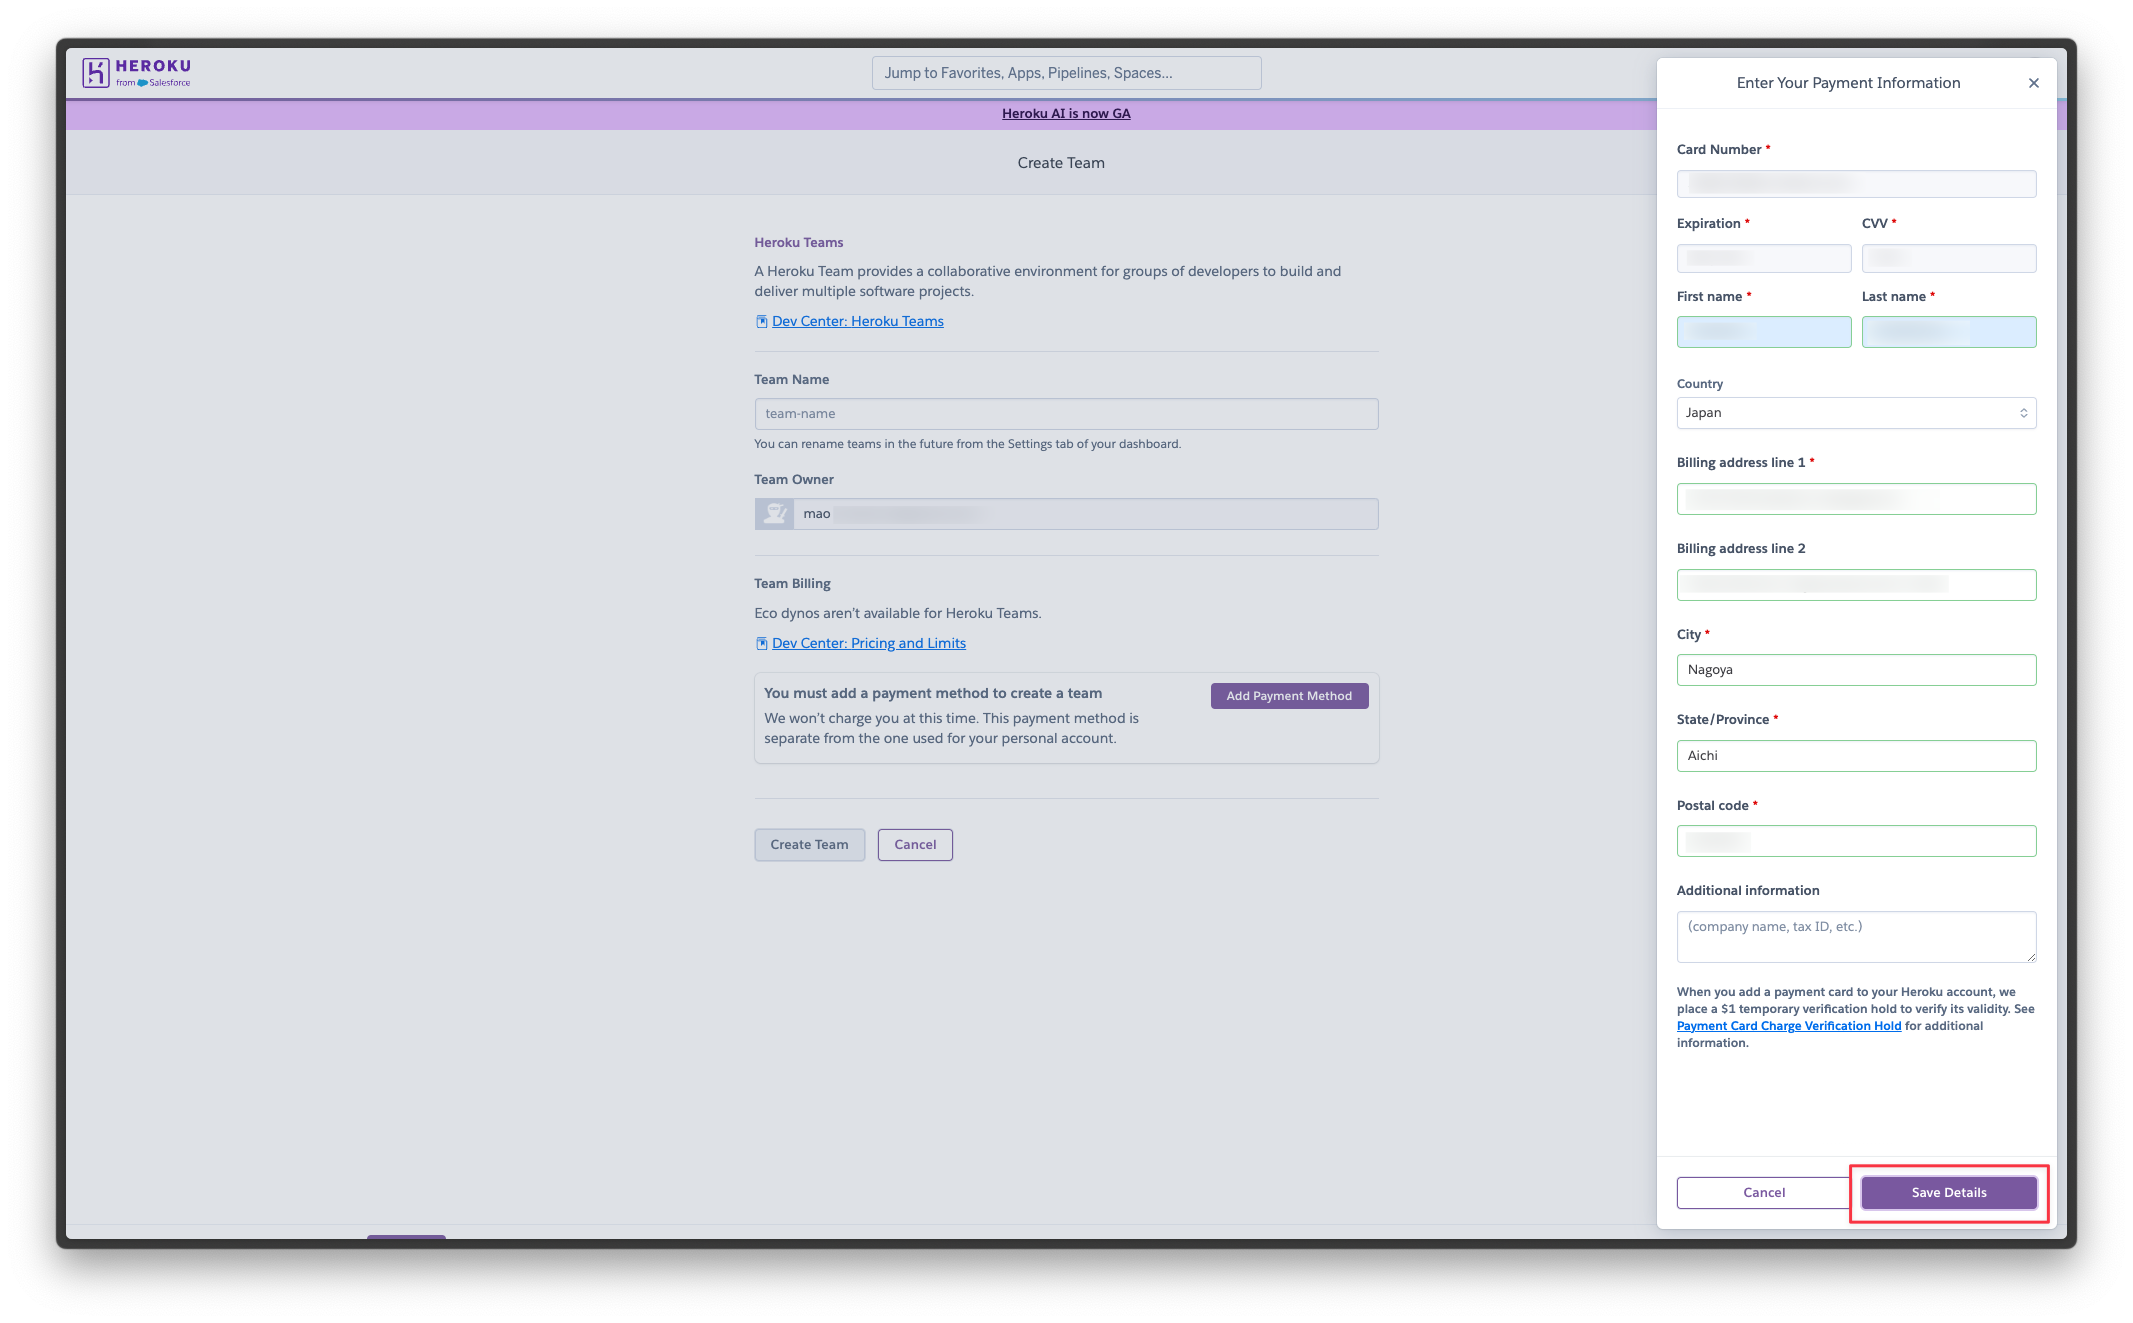 HEROKU
from Salesforce
Jump to Favorites, Apps, Pipelines, Spaces...
Heroku AI is now GA
Create Team
Heroku Teams
A Heroku Team provides a collaborative environment for groups of developers to build and
deliver multiple software projects.
Dev Center: Heroku Teams
Team Name
team-name
You can rename teams in the future from the Settings tab of your dashboard.
Team Owner
mao
Team Billing
Eco dynos aren't available for Heroku Teams.
Dev Center: Pricing and Limits
You must add a payment method to create a team
Add Payment Method
We won't charge you at this time. This payment method is
separate from the one used for your personal account.
Create Team
Cancel
Enter Your Payment Information
Card Number *
Expiration *
CVV *
First name *
Last name *
Country
Japan
Billing address line 1 *
Billing address line 2
City *
Nagoya
State/Province *
Aichi
Postal code *
Additional information
(company name, tax ID, etc.)
When you add a payment card to your Heroku account, we
place a $1 temporary verification hold to verify its validity. See
Payment Card Charge Verification Hold for additional
information.
Cancel
Save Details